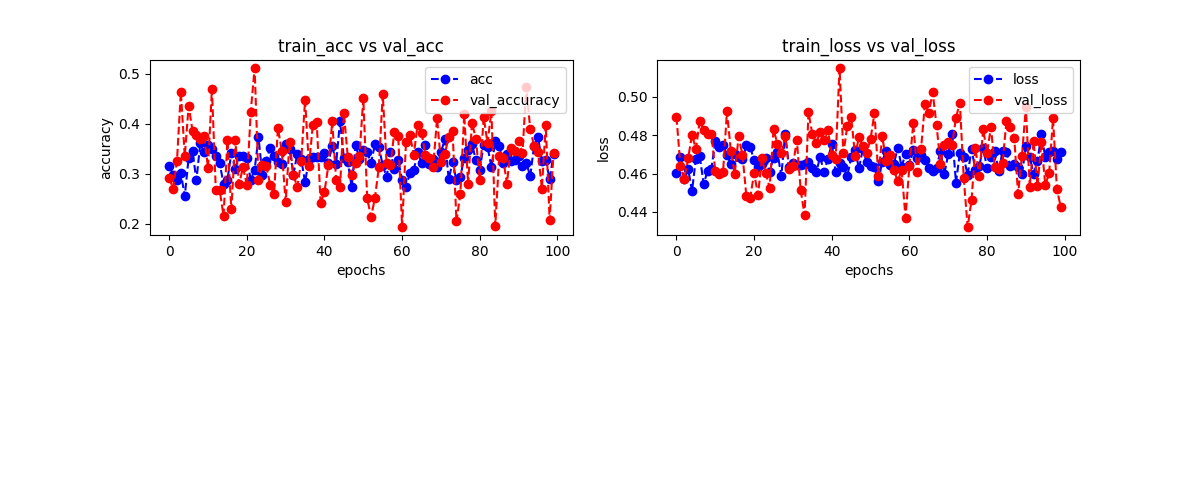 train_acc vs val_acc
acc
val_accuracy
accuracy
0.5
0.4
0.3
0.2
0 20 40 60 80 100
epochs
train_loss vs val_loss
loss
val_loss
loss
0.50
0.48
0.46
0.44
0 20 40 60 80 100
epochs